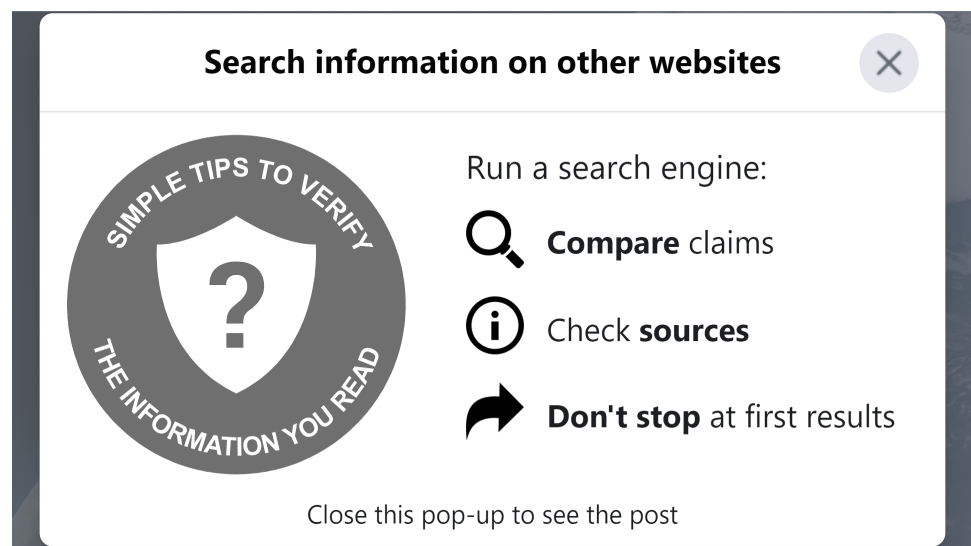 Search information on other websites
SIMPLE TIPS TO VERIFY
THE INFORMATION YOU READ
?
Run a search engine:
Compare claims
Check sources
Don't stop at first results
Close this pop-up to see the post